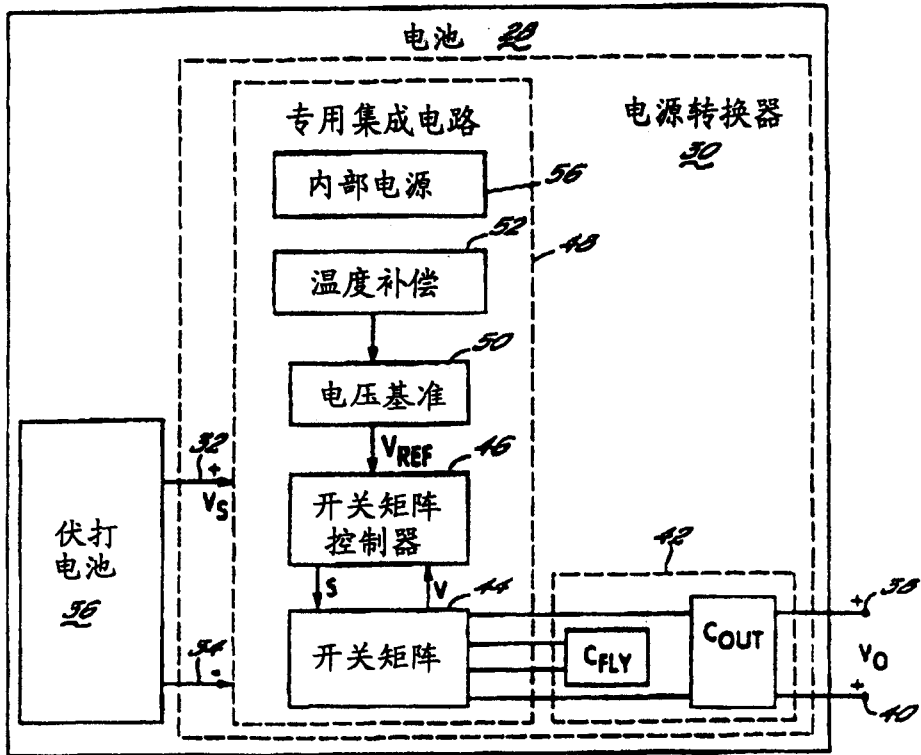 电池 28
专用集成电路
电源转换器
30
内部电源
56
52
48
温度补偿
50
电压基准
VREF
46
32
+
VS
开关矩阵
控制器
伏打
电池
36
S
V
44
42
38
+
开关矩阵
CFLY
COUT
VO
34
-
+
40